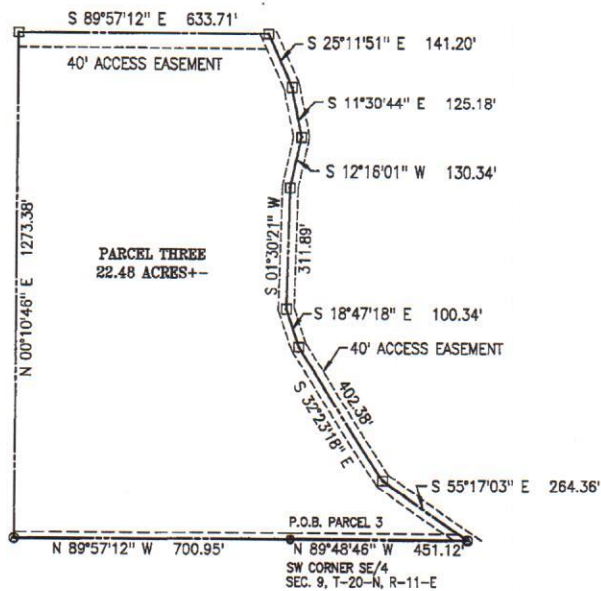 S 89°57'12" E 633.71'
40' ACCESS EASEMENT
S 25°11'51" E 141.20'
S 11°30'44" E 125.18'
S 12°16'01" W 130.34'
N 00°10'46" E 1273.38'
PARCEL THREE
22.48 ACRES+-
S 01°30'21" W
311.89'
S 18°47'18" E 100.34'
40' ACCESS EASEMENT
402.38'
S 32°23'18" E
S 55°17'03" E 264.36'
P.O.B. PARCEL 3
N 89°57'12" W 700.95'
N 89°48'46" W 451.12'
SW CORNER SE/4
SEC. 9, T-20-N, R-11-E